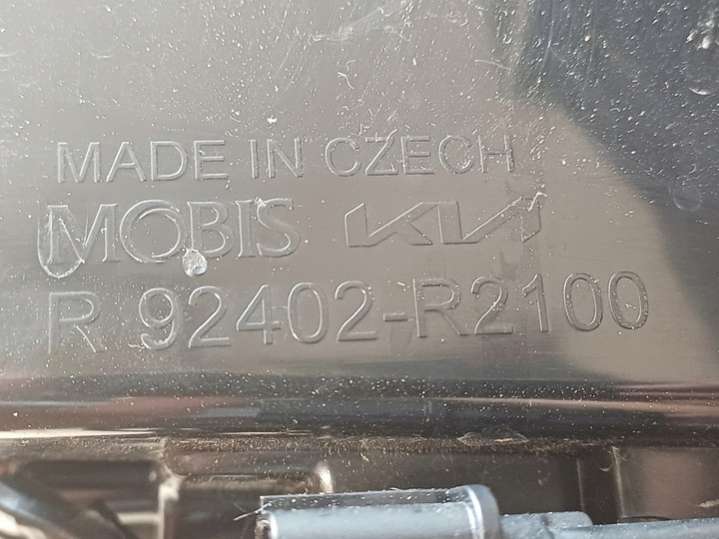 MADE IN CZECH
MOBIS KIA
R 92402-R2100